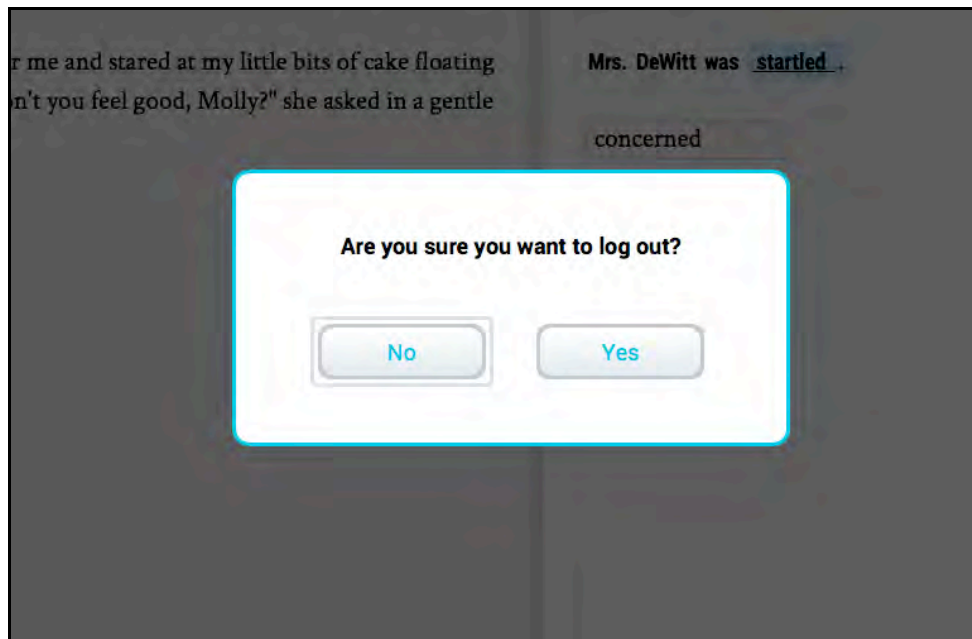 r me and stared at my little bits of cake floating
n't you feel good, Molly?" she asked in a gentle
Mrs. DeWitt was startled .
concerned
Are you sure you want to log out?
No
Yes